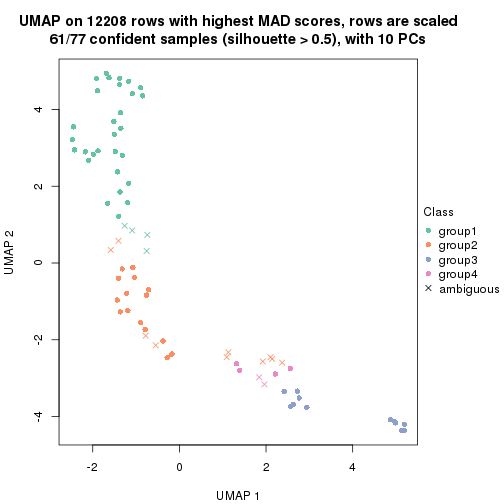 UMAP on 12208 rows with highest MAD scores, rows are scaled
61/77 confident samples (silhouette > 0.5), with 10 PCs
4
2
0
-2
-4
UMAP 2
-2
0
2
4
UMAP 1
Class
group1
group2
group3
group4
ambiguous